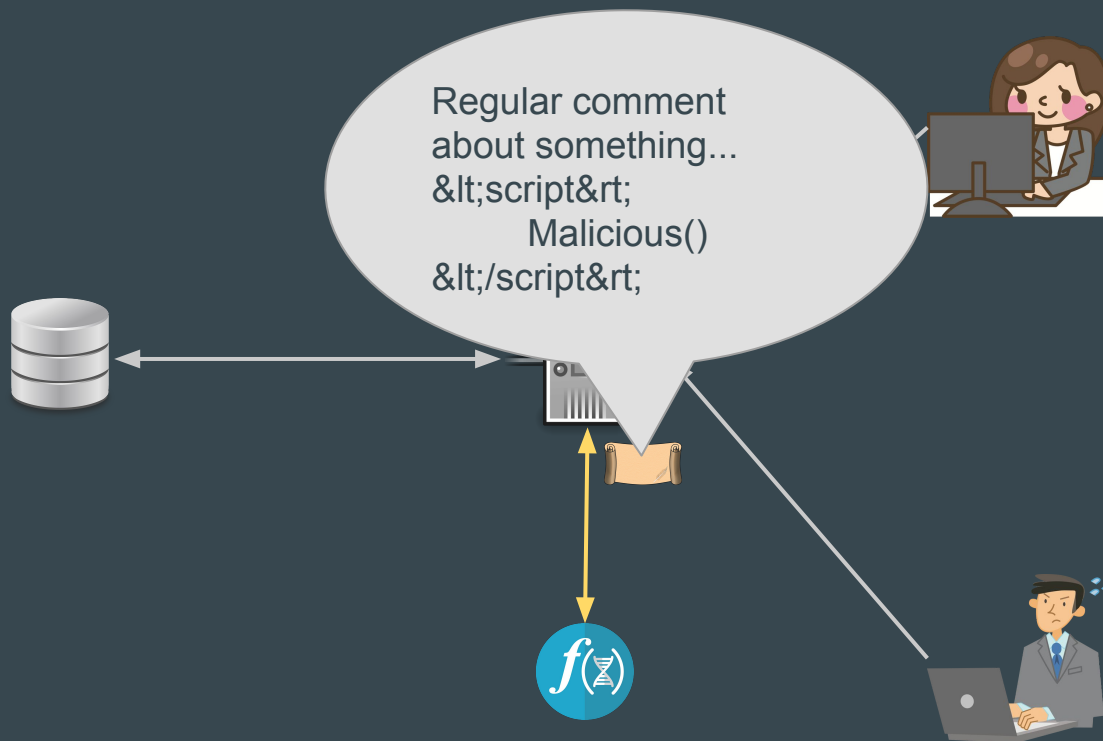 Regular comment
about something...
&lt;script&rt;
Malicious()
&lt;/script&rt;
f()